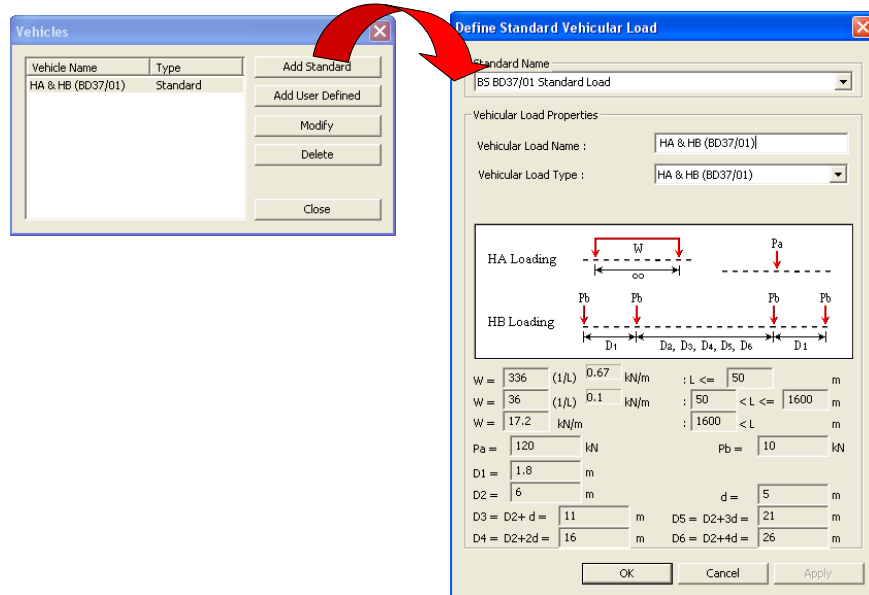 Vehicles
Vehicle Name Type
HA & HB (BD37/01) Standard
Add Standard
Add User Defined
Modify
Delete
Close
Define Standard Vehicular Load
Standard Name
BS BD37/01 Standard Load
Vehicular Load Properties
Vehicular Load Name : HA & HB (BD37/01)
Vehicular Load Type : HA & HB (BD37/01)
HA Loading W ∞ Pa
HB Loading Pb Pb Pb Pb
D1 D2, D3, D4, D5, D6 D1
W = 336 (1/L) 0.67 kN/m : L <= 50 m
W = 36 (1/L) 0.1 kN/m : 50 < L <= 1600 m
W = 17.2 kN/m : 1600 < L m
Pa = 120 kN Pb = 10 kN
D1 = 1.8 m
D2 = 6 m d = 5 m
D3 = D2+ d = 11 m D5 = D2+3d = 21 m
D4 = D2+2d = 16 m D6 = D2+4d = 26 m
OK Cancel Apply